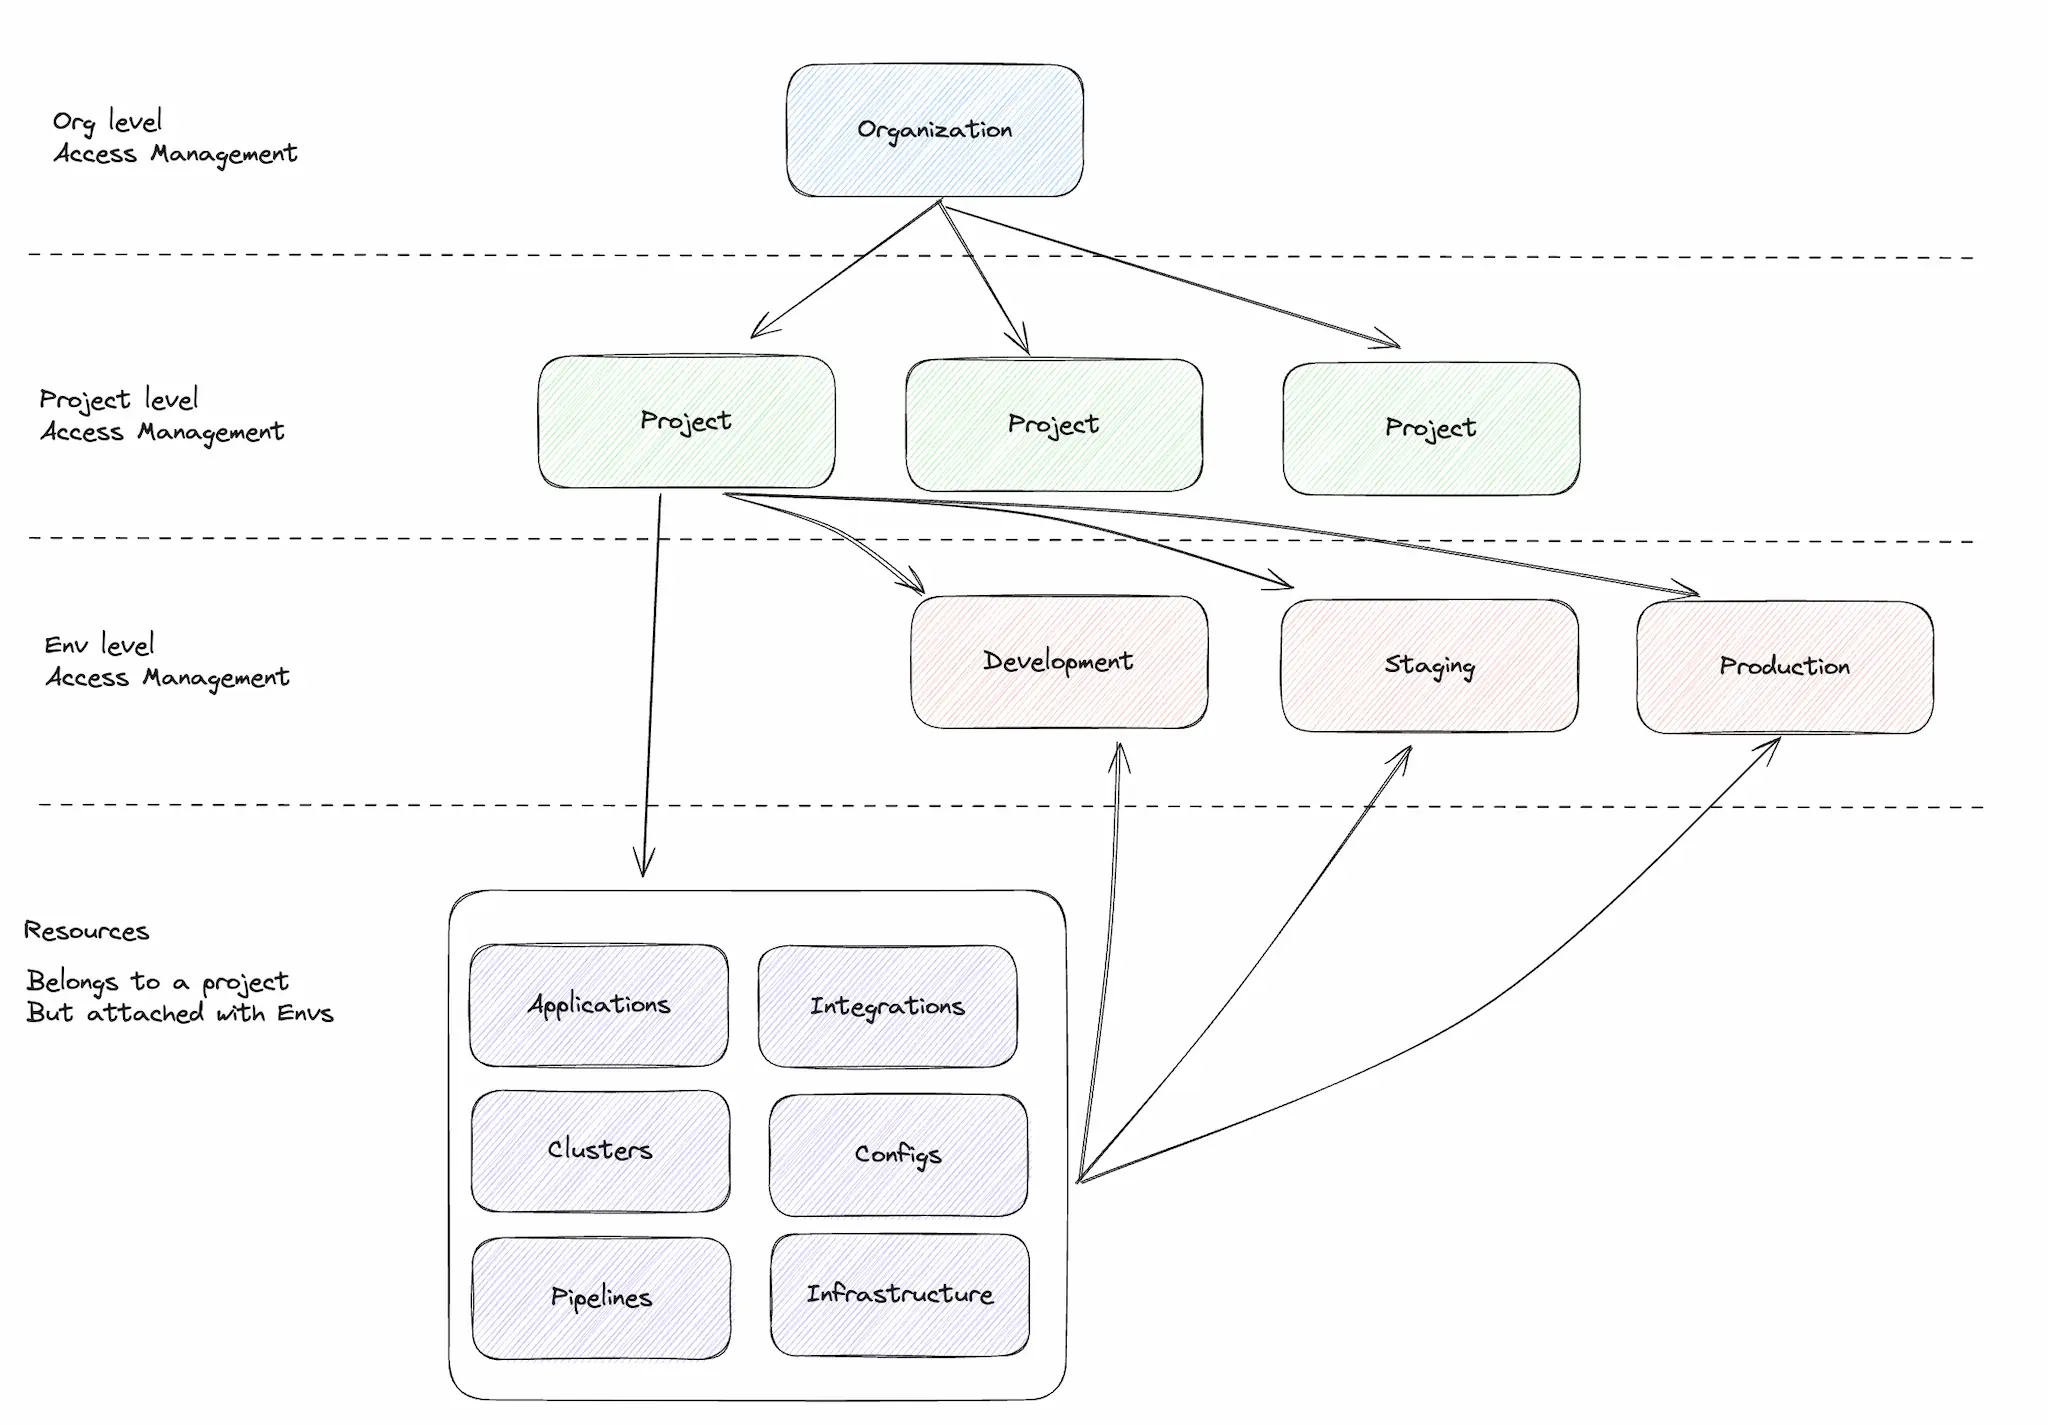 Org level
Access Management
Organization
Project level
Access Management
Project
Project
Project
Env level
Access Management
Development
Staging
Production
Resources
Belongs to a project
But attached with Envs
Applications
Integrations
Clusters
Configs
Pipelines
Infrastructure